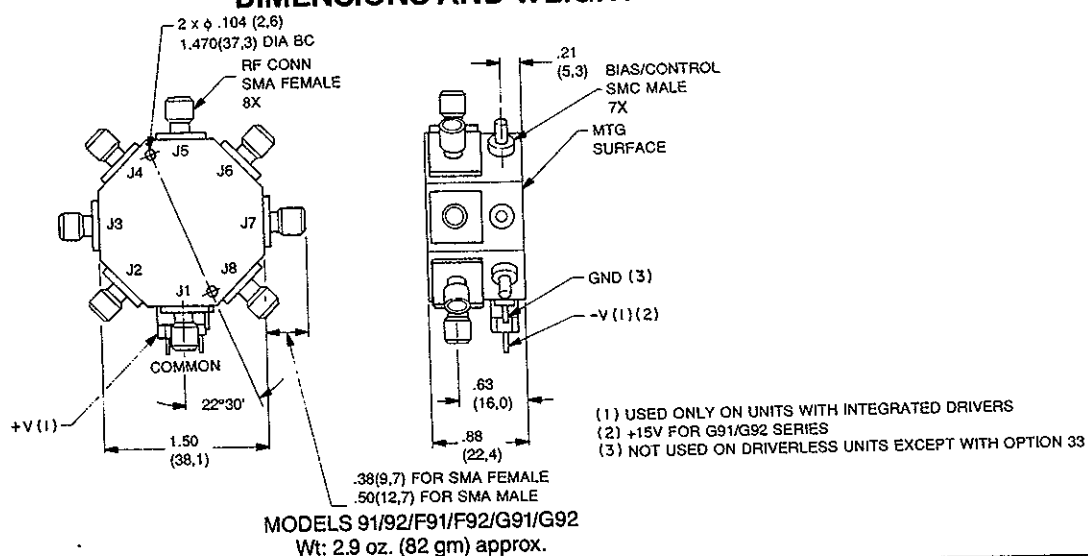 DIMENSIONS AND WEIGHT
2 x ϕ .104 (2,6)
1.470(37,3) DIA BC
RF CONN
SMA FEMALE
8X
J5
J4
J6
J3
J7
J2
J8
J1
COMMON
+V (1)
22°30'
1.50
(38,1)
.38(9,7) FOR SMA FEMALE
.50(12,7) FOR SMA MALE
.21
(5,3)
BIAS/CONTROL
SMC MALE
7X
MTG
SURFACE
GND (3)
-V (1)(2)
.63
(16,0)
.88
(22,4)
(1) USED ONLY ON UNITS WITH INTEGRATED DRIVERS
(2) +15V FOR G91/G92 SERIES
(3) NOT USED ON DRIVERLESS UNITS EXCEPT WITH OPTION 33
MODELS 91/92/F91/F92/G91/G92
Wt: 2.9 oz. (82 gm) approx.